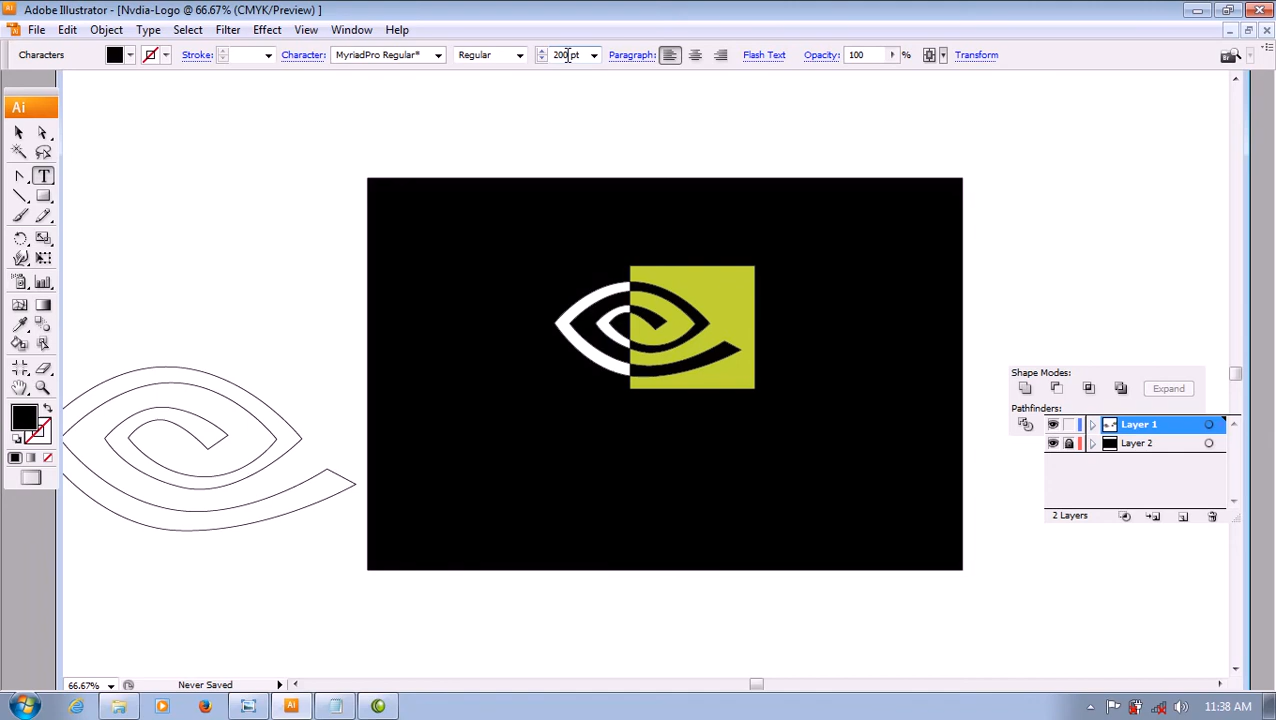 Adobe Illustrator - [Nvdia-Logo @ 66.67% (CMYK/Preview) ]
Ai File Edit Object Type Select Filter Effect View Window Help
Characters Stroke: Character: MyriadPro Regular* Regular 200 pt Paragraph: Flash Text Opacity: 100 % Transform
Ai
T
Shape Modes:
Expand
Pathfinders:
Layer 1
Layer 2
2 Layers
66.67% Never Saved
Ai 11:38 AM